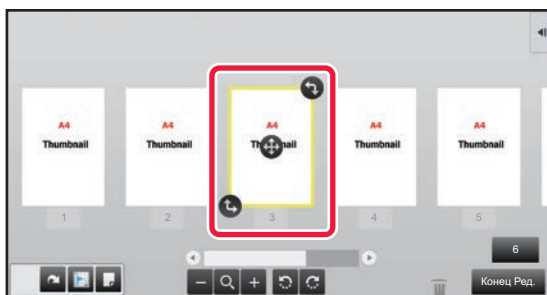 A4 A4 A4 A4 A4
Thumbnail Thumbnail Th nail Thumbnail Thumbnail
1 2 3 4 5
6
Конец Ред.